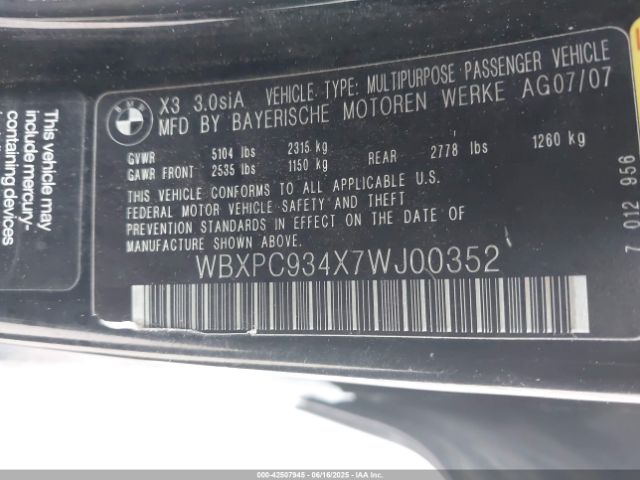 X3 3.0siA VEHICLE TYPE: MULTIPURPOSE PASSENGER VEHICLE
MFD BY BAYERISCHE MOTOREN WERKE AG07/07
BMW
GVWR 5104 lbs 2315 kg
GAWR FRONT 2535 lbs 1150 kg REAR 2778 lbs 1260 kg
THIS VEHICLE CONFORMS TO ALL APPLICABLE U.S.
FEDERAL MOTOR VEHICLE SAFETY AND THEFT
PREVENTION STANDARDS IN EFFECT ON THE DATE OF
MANUFACTURE SHOWN ABOVE
WBXPC934X7WJ00352
7 012 956
This vehicle may
include mercury-
containing devices
000-42507945 - 06/16/2025 - IAAI.COM